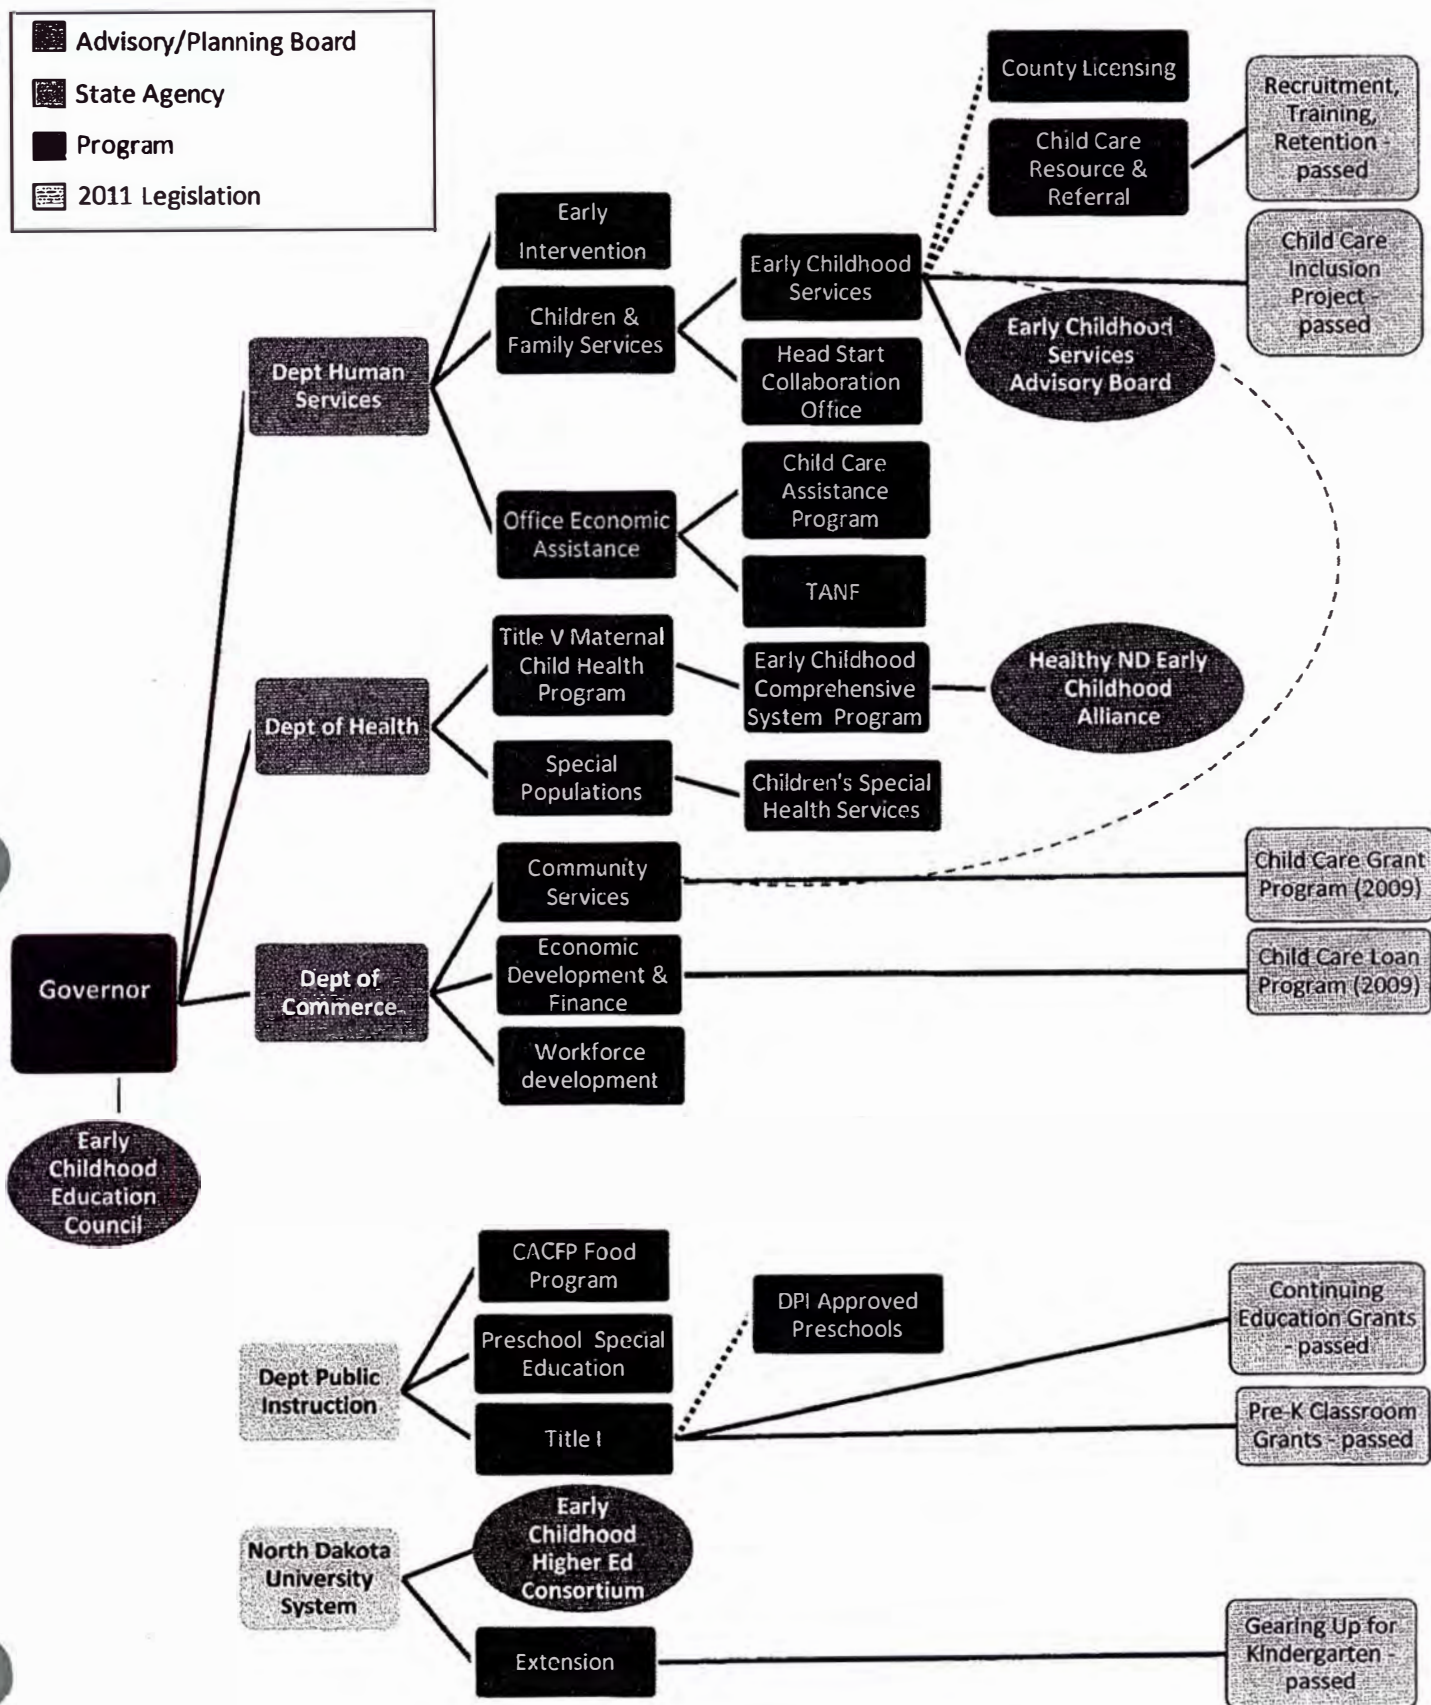 Advisory/Planning Board
State Agency
Program
2011 Legislation
County Licensing
Child Care
Resource &
Referral
Recruitment,
Training,
Retention -
passed
Early
Intervention
Children &
Family Services
Early Childhood
Services
Child Care
Inclusion
Project -
passed
Early Childhood
Services
Advisory Board
Dept Human
Services
Head Start
Collaboration
Office
Office Economic
Assistance
Child Care
Assistance
Program
TANF
Title V Maternal
Child Health
Program
Early Childhood
Comprehensive
System Program
Healthy ND Early
Childhood
Alliance
Dept of Health
Special
Populations
Children's Special
Health Services
Community
Services
Child Care Grant
Program (2009)
Governor
Dept of
Commerce
Economic
Development &
Finance
Child Care Loan
Program (2009)
Workforce
development
Early
Childhood
Education
Council
CACFP Food
Program
DPI Approved
Preschools
Continuing
Education Grants
- passed
Dept Public
Instruction
Preschool Special
Education
Title I
Pre-K Classroom
Grants - passed
North Dakota
University
System
Early
Childhood
Higher Ed
Consortium
Extension
Gearing Up for
Kindergarten -
passed